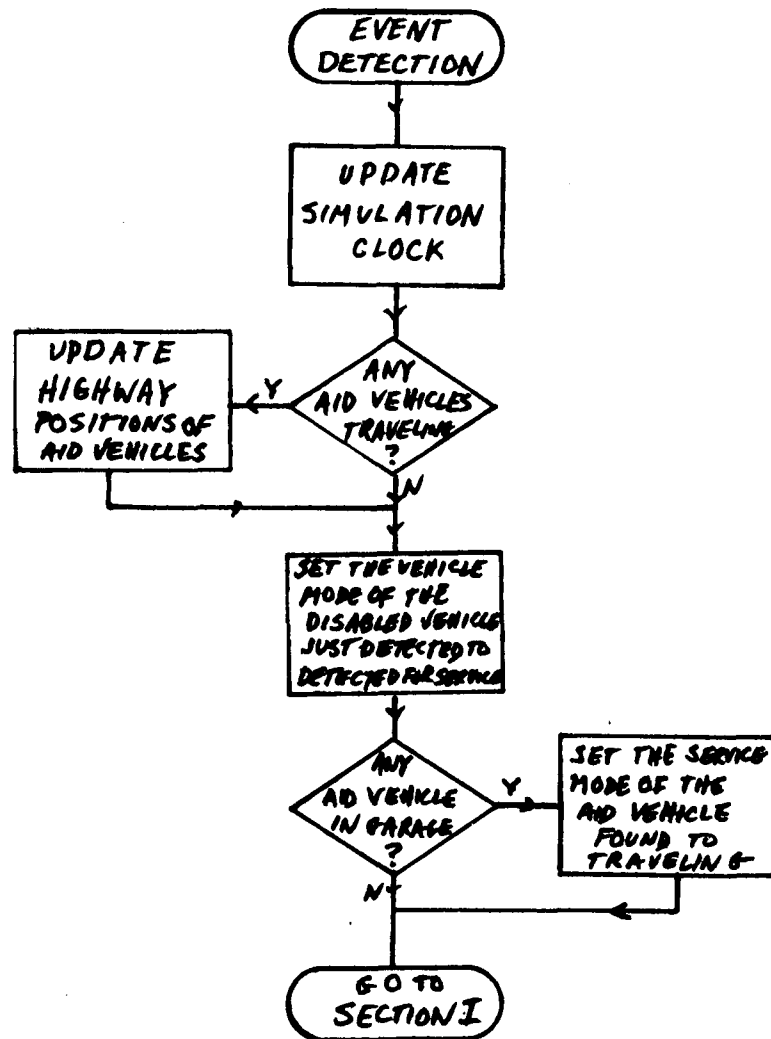 EVENT
DETECTION
UPDATE
SIMULATION
CLOCK
ANY
AID VEHICLES
TRAVELING
?
Y
UPDATE
HIGHWAY
POSITIONS OF
AID VEHICLES
N
SET THE VEHICLE
MODE OF THE
DISABLED VEHICLE
JUST DETECTED TO
DETECTED FOR SERVICE
ANY
AID VEHICLE
IN GARAGE
?
Y
SET THE SERVICE
MODE OF THE
AID VEHICLE
FOUND TO
TRAVELING
N
GO TO
SECTION I